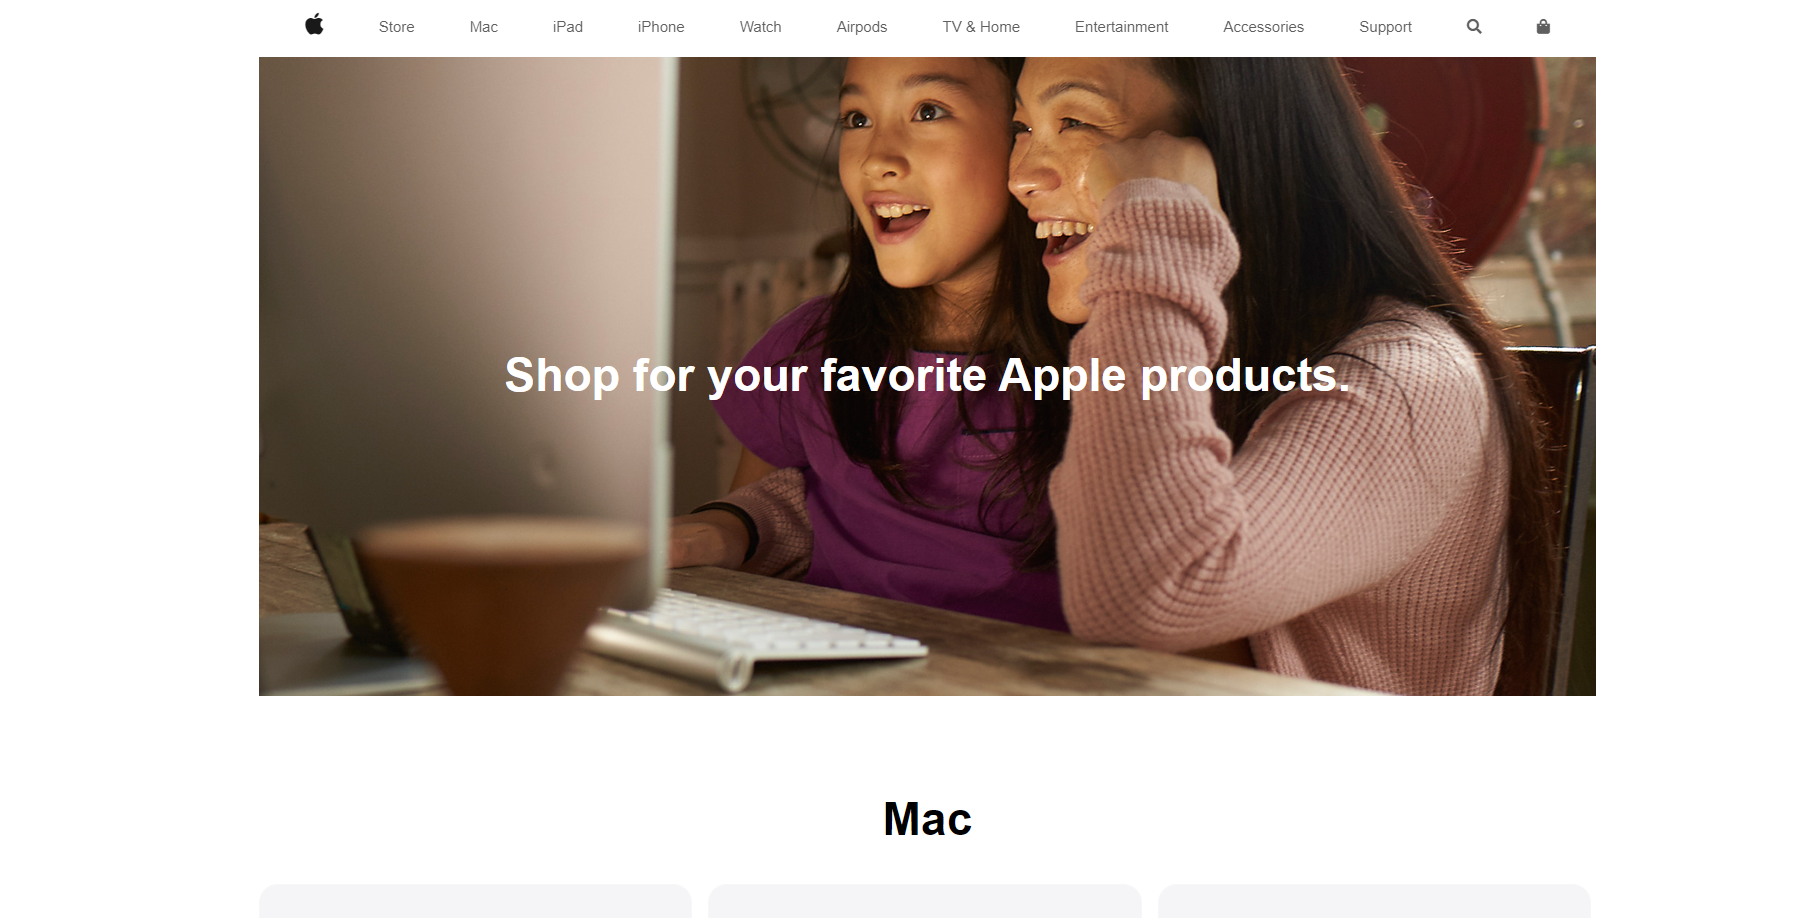 Store Mac iPad iPhone Watch Airpods TV & Home Entertainment Accessories Support
Shop for your favorite Apple products.
Mac